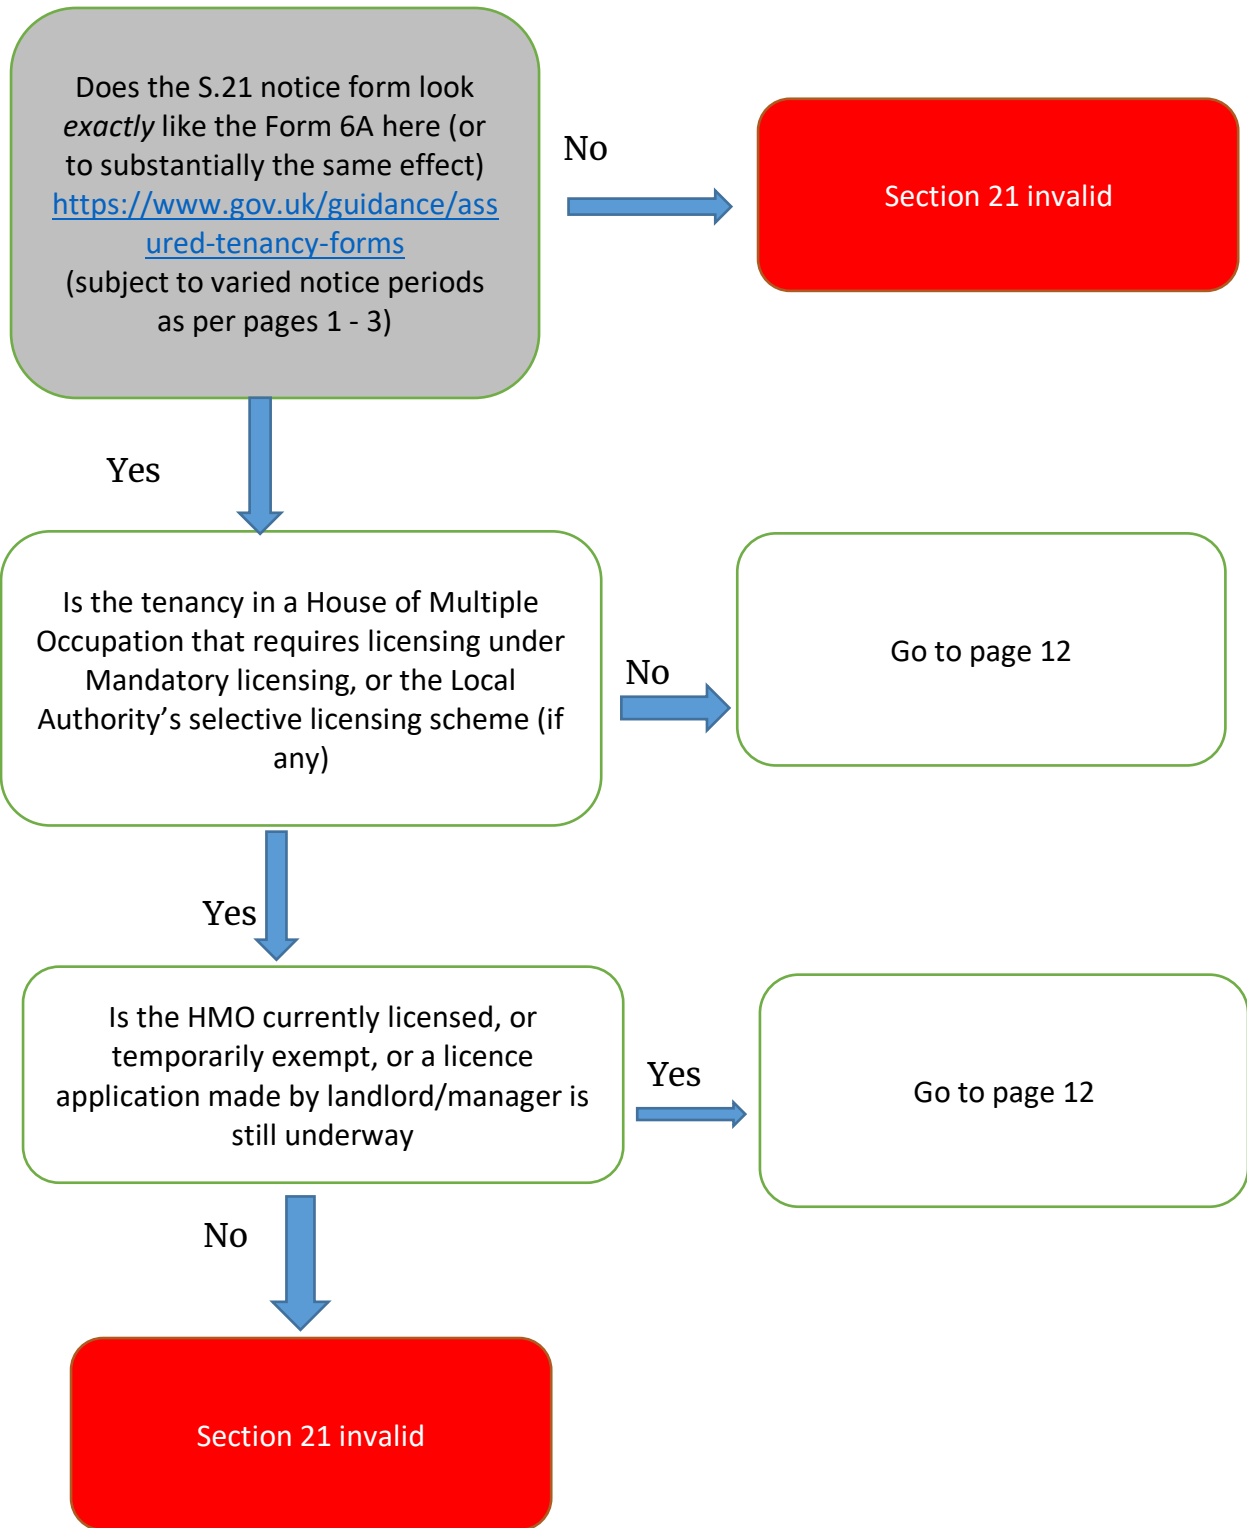 Does the S.21 notice form look
exactly like the Form 6A here (or
to substantially the same effect)
https://www.gov.uk/guidance/ass
ured-tenancy-forms
(subject to varied notice periods
as per pages 1 - 3)
No
Section 21 invalid
Yes
Is the tenancy in a House of Multiple
Occupation that requires licensing under
Mandatory licensing, or the Local
Authority’s selective licensing scheme (if
any)
No
Go to page 12
Yes
Is the HMO currently licensed, or
temporarily exempt, or a licence
application made by landlord/manager is
still underway
Yes
Go to page 12
No
Section 21 invalid